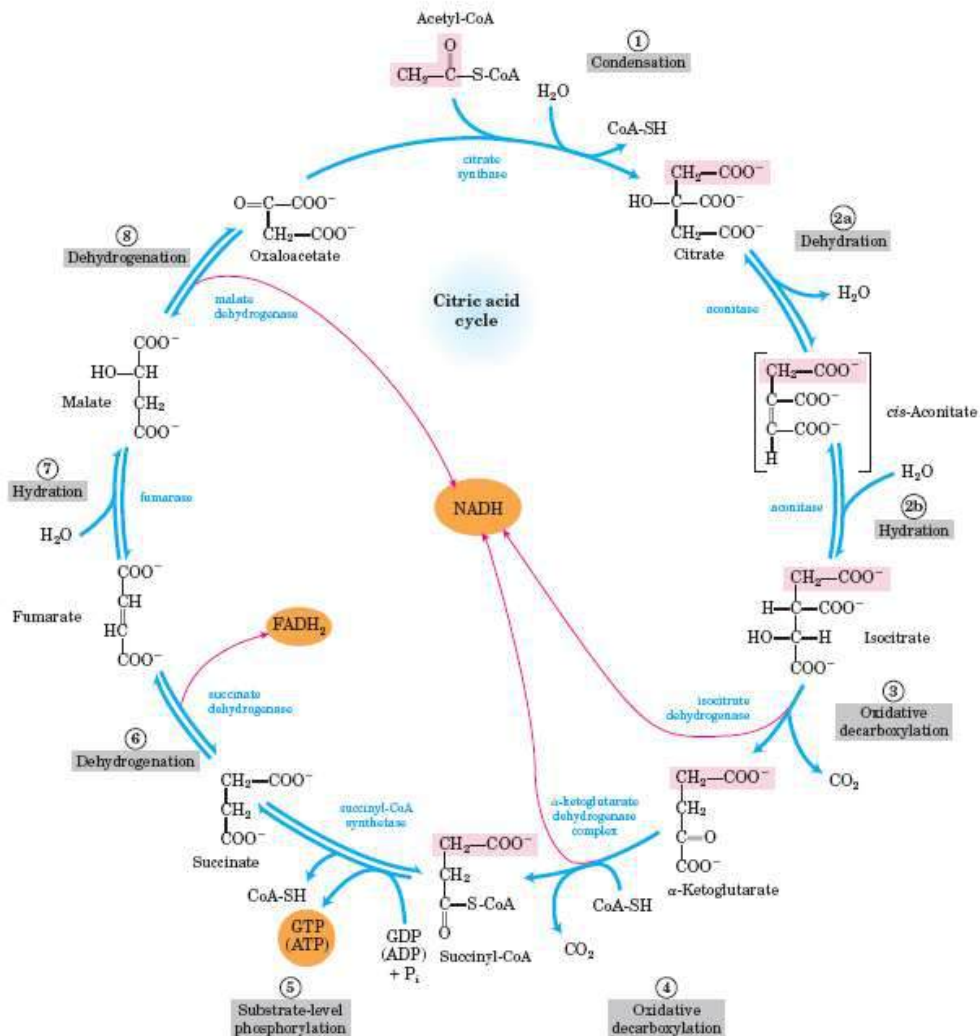 Acetyl-CoA
O
CH₂—C—S-CoA
①
Condensation
H₂O
CoA-SH
citrate
synthase
CH₂—COO⁻
HO—C—COO⁻
CH₂—COO⁻
Citrate
2a
Dehydration
H₂O
aconitase
CH₂—COO⁻
C—COO⁻
C—COO⁻
H
cis-Aconitate
H₂O
aconitase
2b
Hydration
CH₂—COO⁻
H—C—COO⁻
HO—C—H
COO⁻
Isocitrate
③
Oxidative
decarboxylation
isocitrate
dehydrogenase
CO₂
CH₂—COO⁻
CH₂
C=O
COO⁻
α-Ketoglutarate
α-ketoglutarate
dehydrogenase
complex
CoA-SH
CO₂
④
Oxidative
decarboxylation
CH₂—COO⁻
CH₂
C—S-CoA
O
Succinyl-CoA
succinyl-CoA
synthetase
GDP
(ADP)
+ Pᵢ
GTP
(ATP)
CoA-SH
⑤
Substrate-level
phosphorylation
CH₂—COO⁻
CH₂
COO⁻
Succinate
⑥
Dehydrogenation
succinate
dehydrogenase
FADH₂
COO⁻
CH
HC
COO⁻
Fumarate
⑦
Hydration
H₂O
fumarase
COO⁻
HO—CH
CH₂
COO⁻
Malate
⑧
Dehydrogenation
malate
dehydrogenase
O=C—COO⁻
CH₂—COO⁻
Oxaloacetate
Citric acid
cycle
NADH